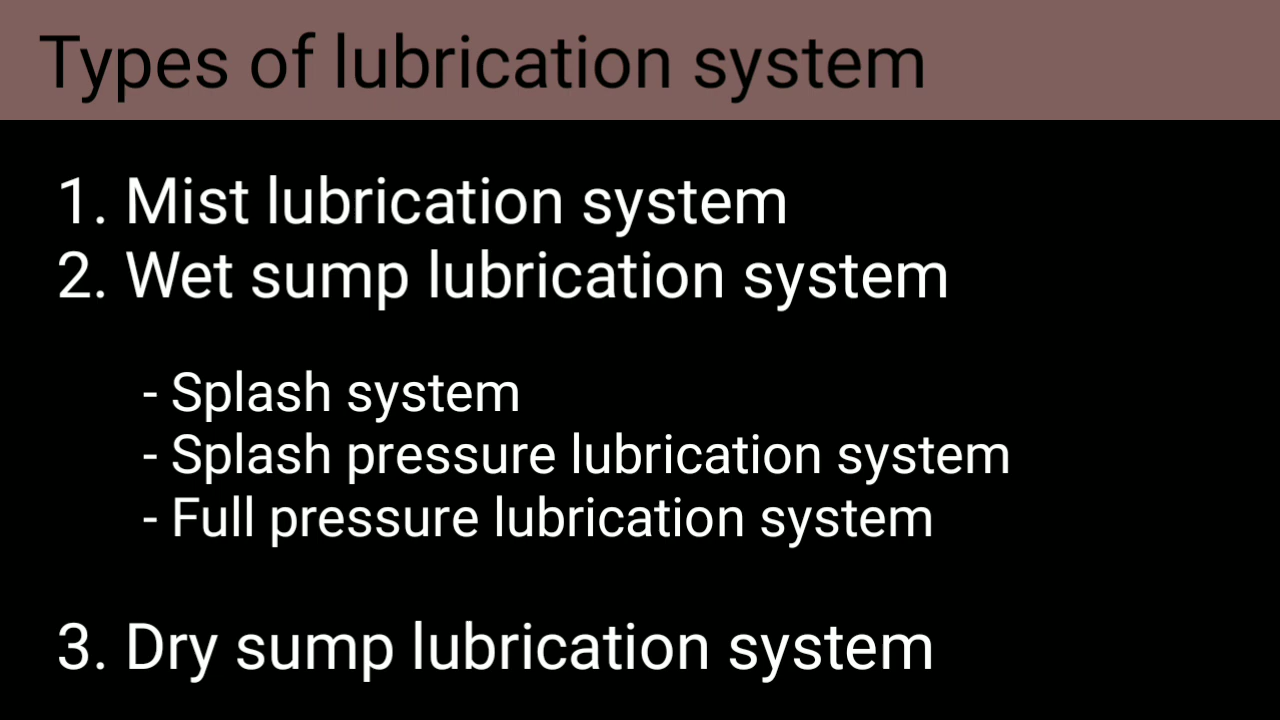 Types of lubrication system
1. Mist lubrication system
2. Wet sump lubrication system
- Splash system
- Splash pressure lubrication system
- Full pressure lubrication system
3. Dry sump lubrication system